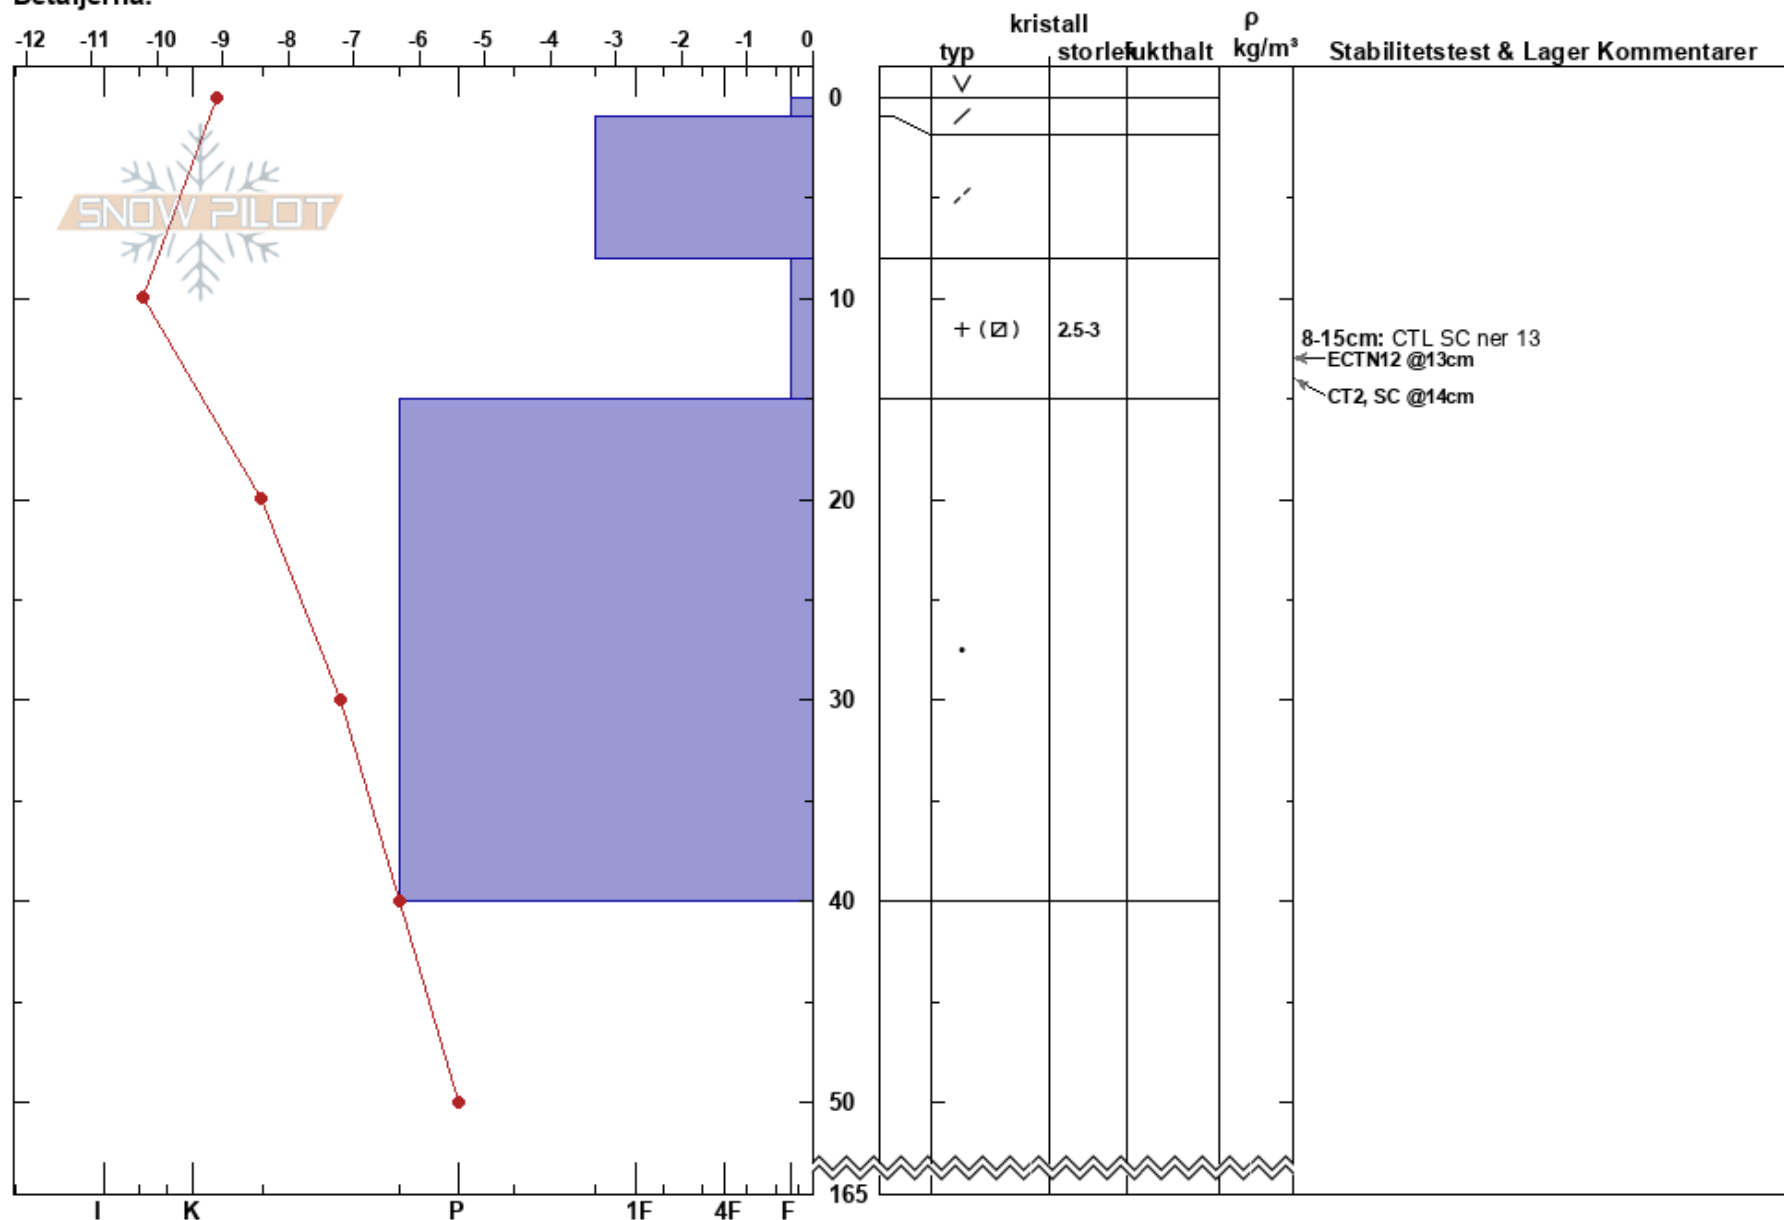 Detaljerna:
kristall
ρ
-12 -11 -10 -9 -8 -7 -6 -5 -4 -3 -2 -1 0
typ storlek fukthalt kg/m³ Stabilitetstest & Lager Kommentarer
0
SNOW PILOT
10
+ (⧄) 2.5-3
8-15cm: CTL SC ner 13
ECTN12 @13cm
CT2, SC @14cm
20
30
40
50
165
I K P 1F 4F F